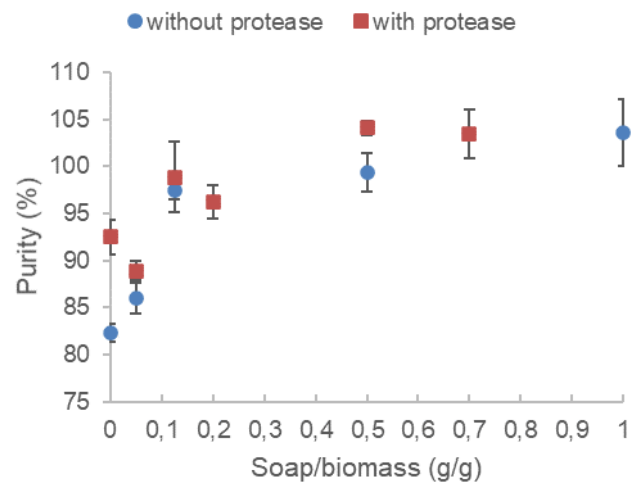 without protease with protease
110
105
100
95
90
85
80
75
Purity (%)
0 0,1 0,2 0,3 0,4 0,5 0,6 0,7 0,8 0,9 1
Soap/biomass (g/g)